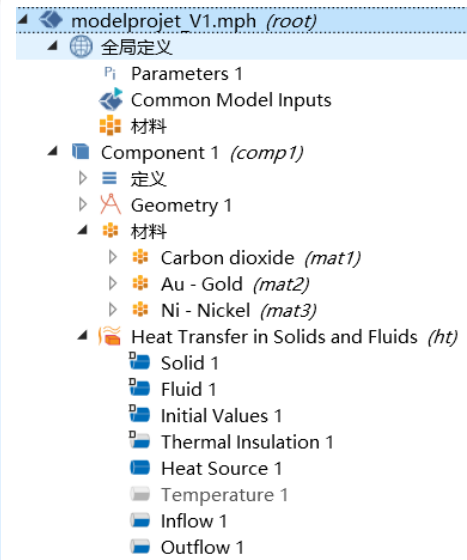 modelprojet_V1.mph (root)
全局定义
Pi Parameters 1
Common Model Inputs
材料
Component 1 (comp1)
定义
Geometry 1
材料
Carbon dioxide (mat1)
Au - Gold (mat2)
Ni - Nickel (mat3)
Heat Transfer in Solids and Fluids (ht)
D Solid 1
D Fluid 1
D Initial Values 1
D Thermal Insulation 1
Heat Source 1
Temperature 1
Inflow 1
Outflow 1